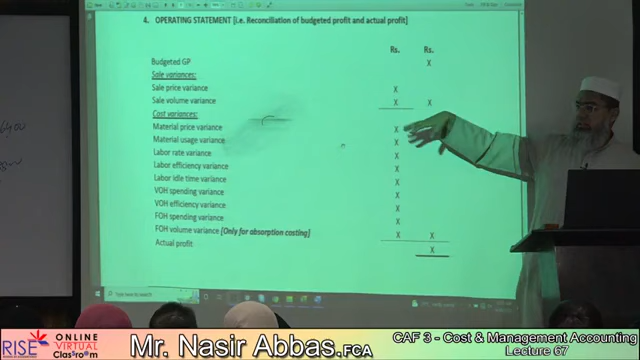 4. OPERATING STATEMENT [i.e. Reconciliation of budgeted profit and actual profit]
Rs. Rs.
Budgeted GP X
Sale variances:
Sale price variance X
Sale volume variance X X
Cost variances:
Material price variance X
Material usage variance X
Labor rate variance X
Labor efficiency variance X
Labor idle time variance X
VOH spending variance X
VOH efficiency variance X
FOH spending variance X
FOH volume variance [Only for absorption costing] X X
Actual profit X
RISE
ONLINE
VIRTUAL
Classroom
Mr. Nasir Abbas.FCA
CAF 3 - Cost & Management Accounting
Lecture 67